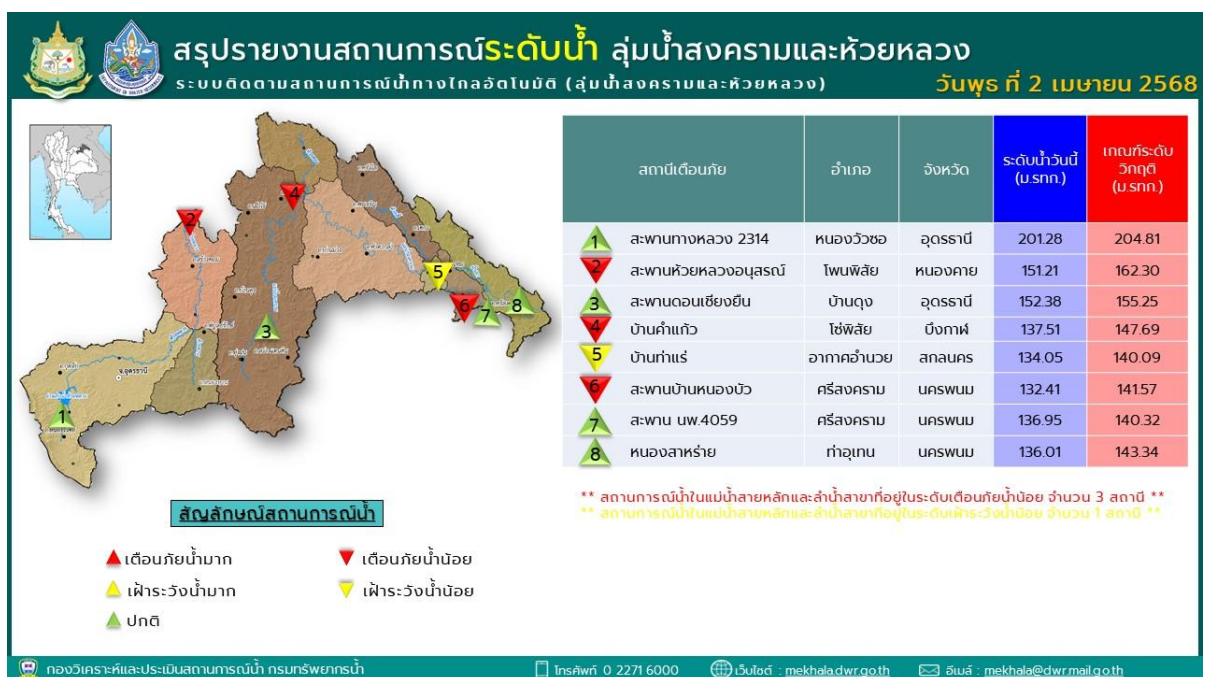 สรุปรายงานสถานการณ์ระดับน้ำ ลุ่มน้ำสงครามและห้วยหลวง
ระบบติดตามสถานการณ์น้ำทางไกลอัตโนมัติ (ลุ่มน้ำสงครามและห้วยหลวง)
วันพุธ ที่ 2 เมษายน 2568
สถานีเตือนภัย อำเภอ จังหวัด ระดับน้ำวันนี้ (ม.รทก.) เกณฑ์ระดับวิกฤติ (ม.รทก.)
1 สะพานทางหลวง 2314 หนองวัวซอ อุดรธานี 201.28 204.81
2 สะพานห้วยหลวงอนุสรณ์ โพนพิสัย หนองคาย 151.21 162.30
3 สะพานดอนเชียงยืน บ้านดุง อุดรธานี 152.38 155.25
4 บ้านคำแก้ว โซ่พิสัย บึงกาฬ 137.51 147.69
5 บ้านท่าแร่ อากาศอำนวย สกลนคร 134.05 140.09
6 สะพานบ้านหนองบัว ศรีสงคราม นครพนม 132.41 141.57
7 สะพาน นพ.4059 ศรีสงคราม นครพนม 136.95 140.32
8 หนองสาหร่าย ท่าอุเทน นครพนม 136.01 143.34
** สถานการณ์น้ำในแม่น้ำสายหลักและลำน้ำสาขาที่อยู่ในระดับเตือนภัยน้ำน้อย จำนวน 3 สถานี **
** สถานการณ์น้ำในแม่น้ำสายหลักและลำน้ำสาขาที่อยู่ในระดับเฝ้าระวังน้ำน้อย จำนวน 1 สถานี **
2
4
5
6
7
8
3
จ.อุดรธานี
1
สัญลักษณ์สถานการณ์น้ำ
เตือนภัยน้ำมาก
เตือนภัยน้ำน้อย
เฝ้าระวังน้ำมาก
เฝ้าระวังน้ำน้อย
ปกติ
กองวิเคราะห์และประเมินสถานการณ์น้ำ กรมทรัพยากรน้ำ
โทรศัพท์ 0 2271 6000
เว็บไซต์ : mekhala.dwr.go.th
อีเมล์ : mekhala@dwr.mail.go.th